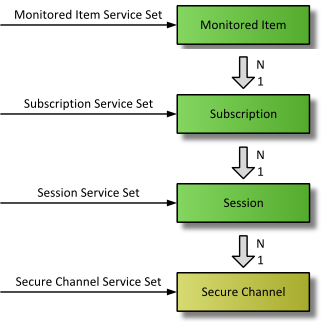 Monitored Item Service Set
Monitored Item
N
1
Subscription Service Set
Subscription
N
1
Session Service Set
Session
N
1
Secure Channel Service Set
Secure Channel